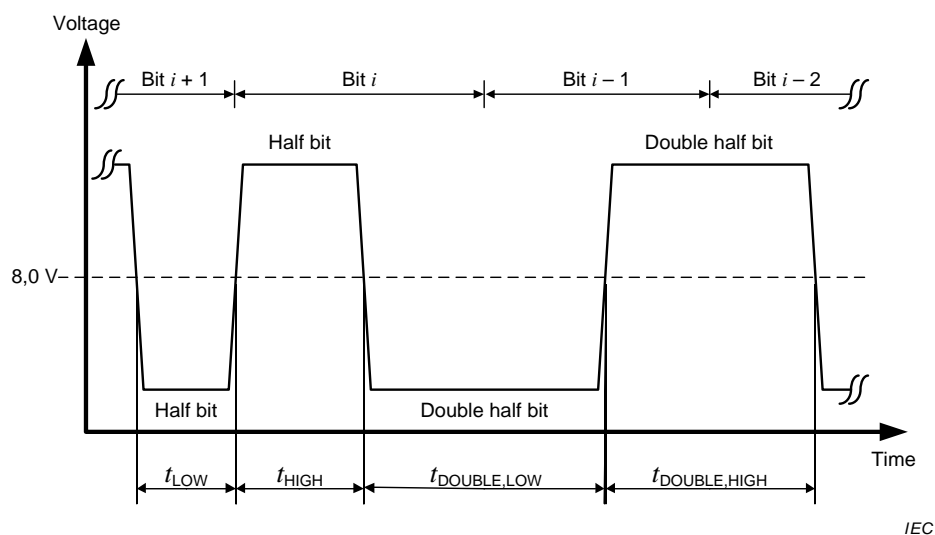 Voltage
Bit i + 1
Bit i
Bit i – 1
Bit i – 2
Half bit
Double half bit
8,0 V
Half bit
Double half bit
Time
tLOW
tHIGH
tDOUBLE,LOW
tDOUBLE,HIGH
IEC